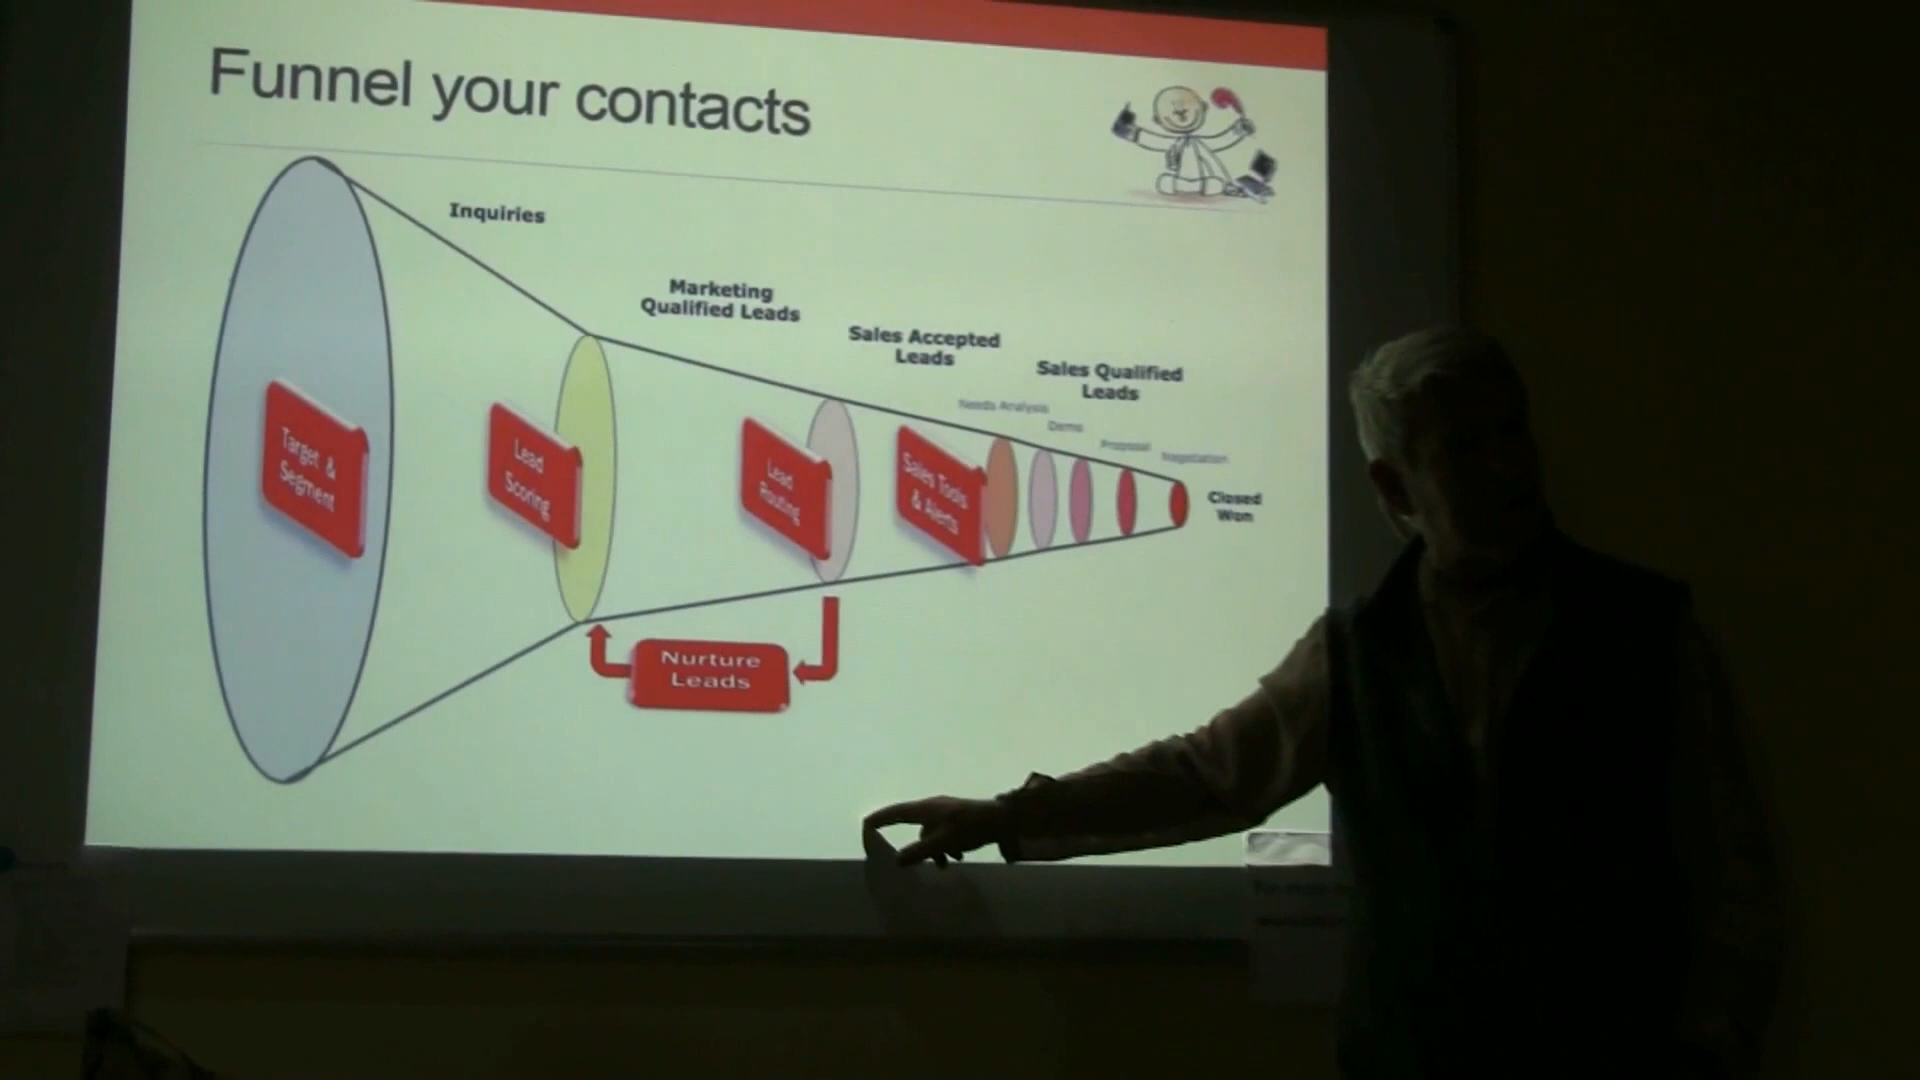 Funnel your contacts
Inquiries
Marketing
Qualified Leads
Sales Accepted
Leads
Sales Qualified
Leads
Needs Analysis
Demo
Proposal
Negotiation
Target &
Segment
Lead
Scoring
Lead
Routing
Sales Tools
& Alerts
Closed
Won
Nurture
Leads